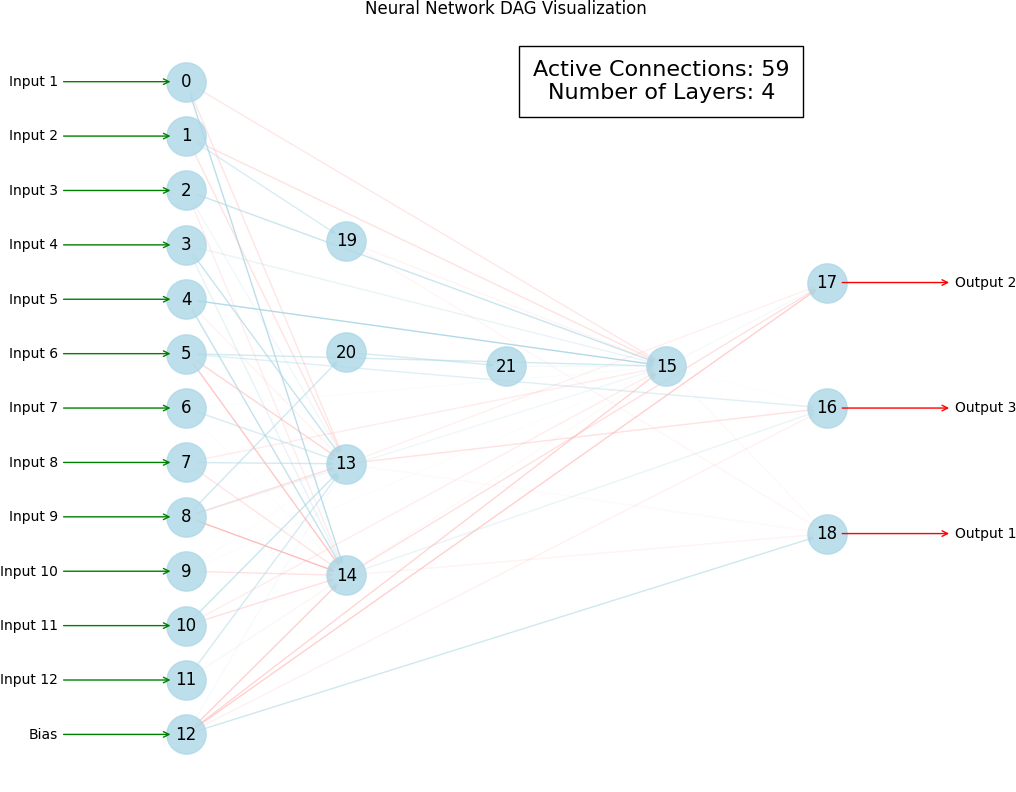 Neural Network DAG Visualization
Active Connections: 59
Number of Layers: 4
Input 1
0
Input 2
1
Input 3
2
Input 4
3
19
Input 5
4
17
Output 2
Input 6
5
20
21
15
Input 7
6
16
Output 3
Input 8
7
13
Input 9
8
18
Output 1
Input 10
9
14
Input 11
10
Input 12
11
Bias
12